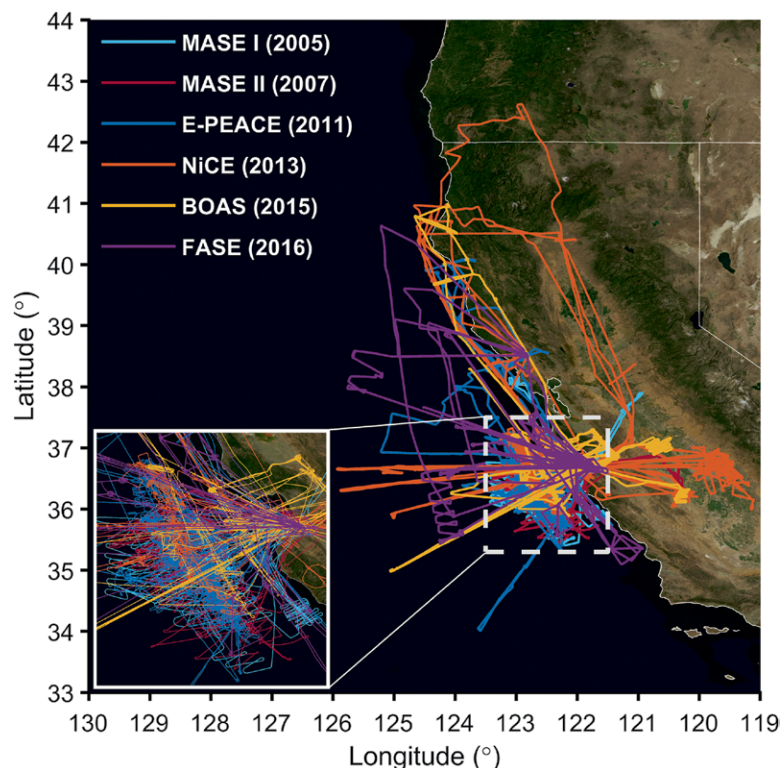 44
43
42
41
40
39
38
37
36
35
34
33
Latitude (°)
MASE I (2005)
MASE II (2007)
E-PEACE (2011)
NiCE (2013)
BOAS (2015)
FASE (2016)
130 129 128 127 126 125 124 123 122 121 120 119
Longitude (°)